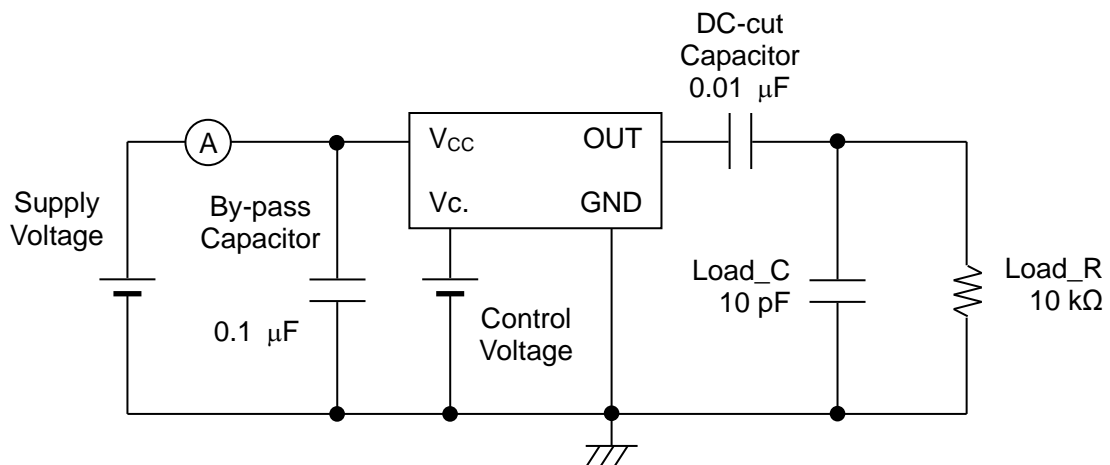 DC-cut
Capacitor
0.01 μF
A
V_CC
OUT
Vc.
GND
Supply
Voltage
By-pass
Capacitor
0.1 μF
Control
Voltage
Load_C
10 pF
Load_R
10 kΩ